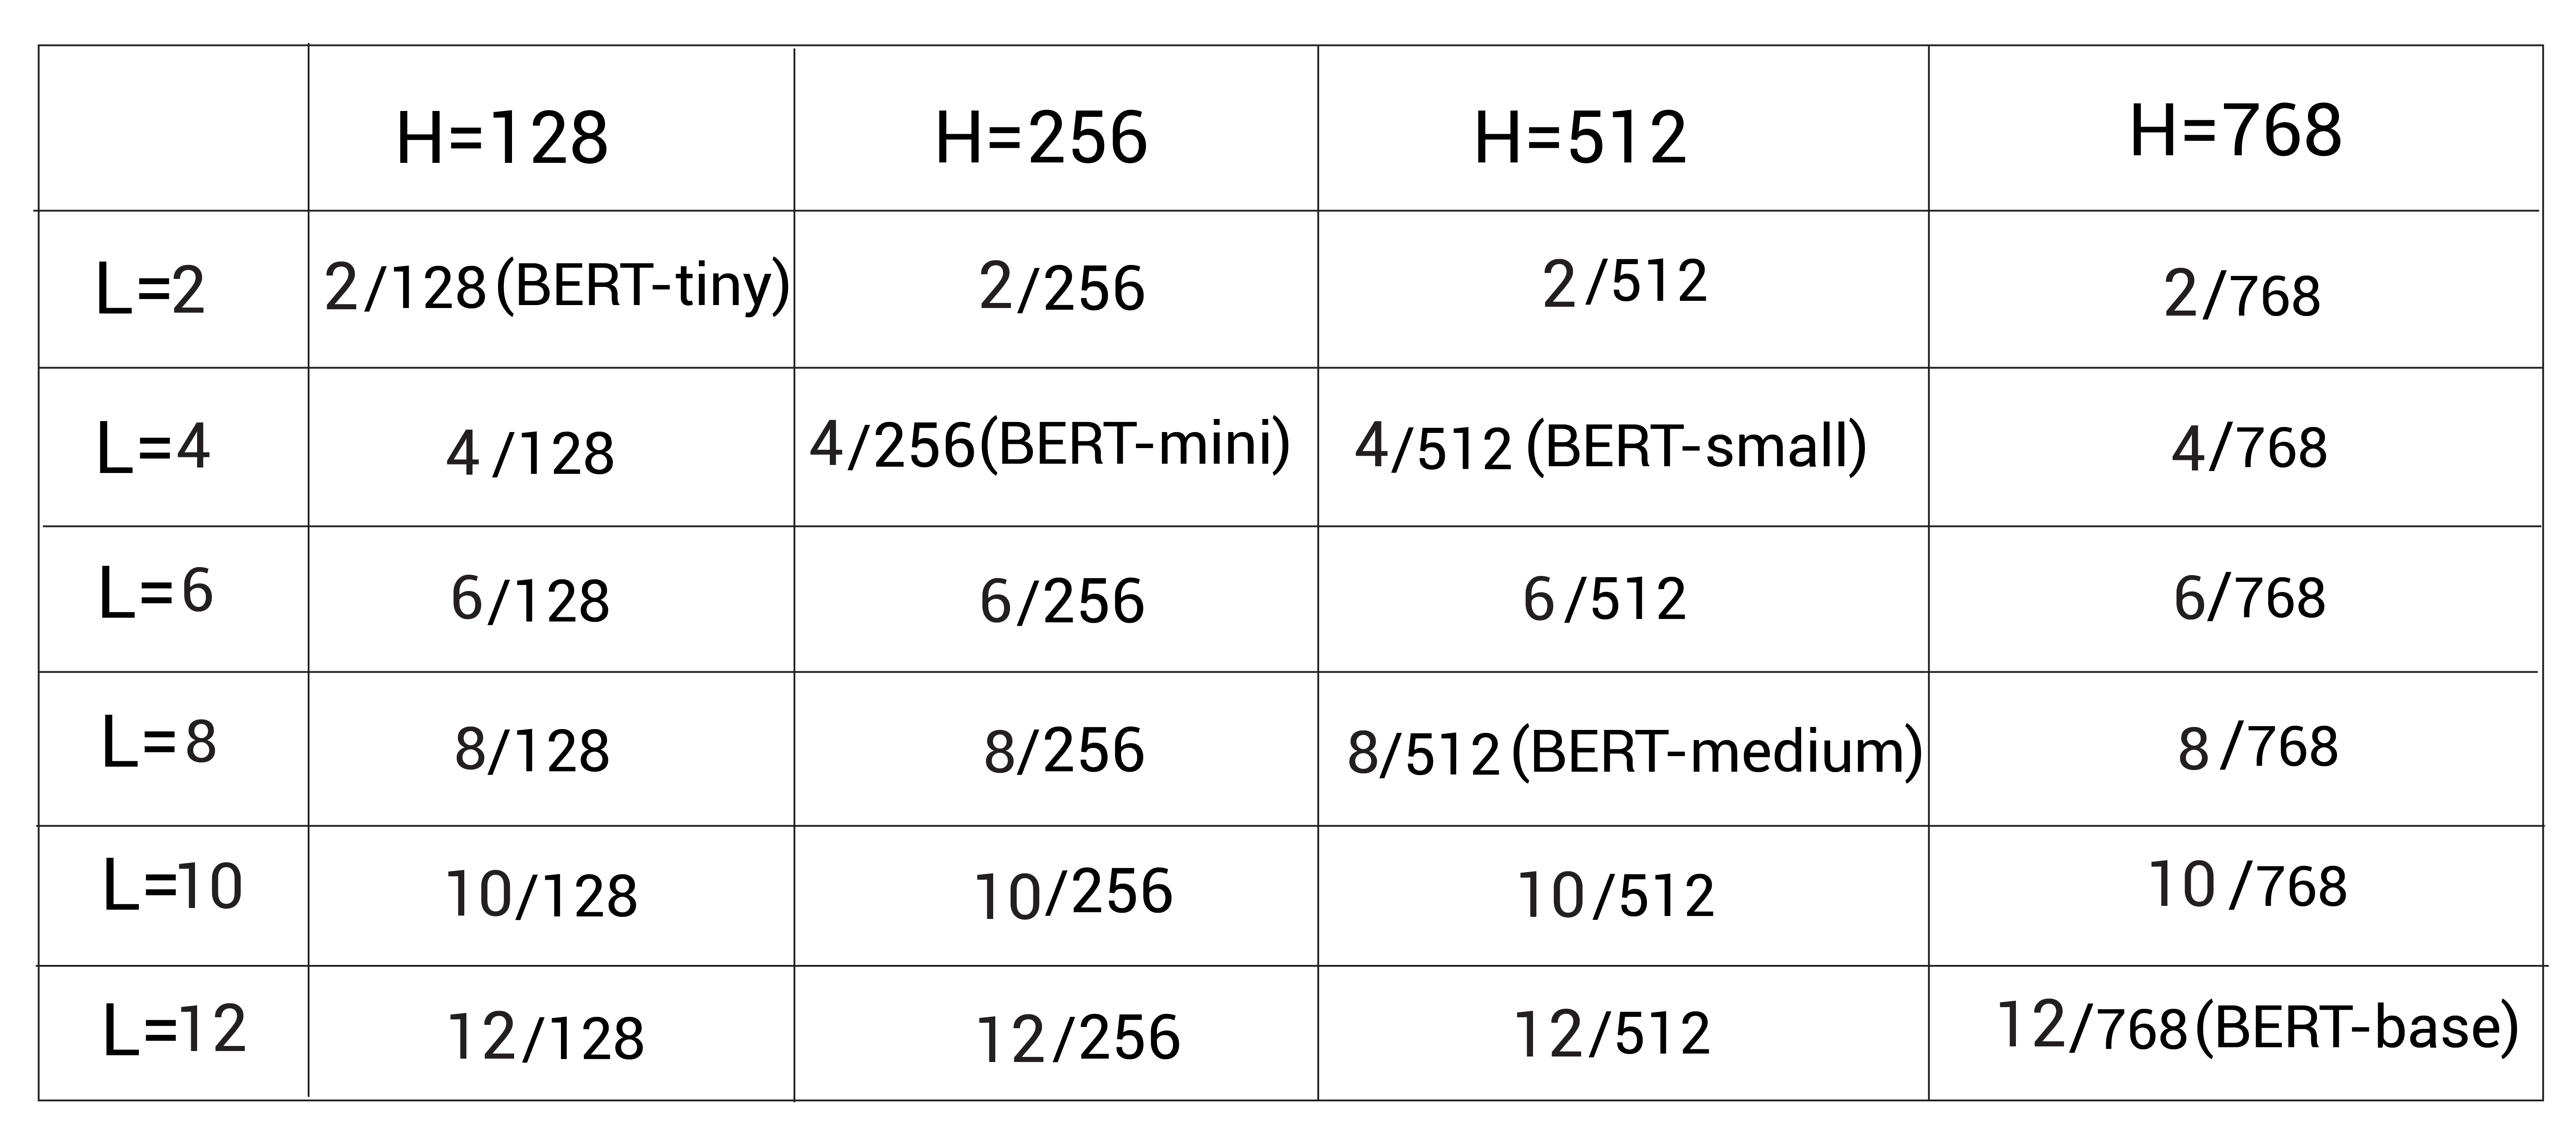 H=128 H=256 H=512 H=768
L=2 2/128(BERT-tiny) 2/256 2/512 2/768
L=4 4/128 4/256(BERT-mini) 4/512 (BERT-small) 4/768
L=6 6/128 6/256 6/512 6/768
L=8 8/128 8/256 8/512 (BERT-medium) 8/768
L=10 10/128 10/256 10/512 10/768
L=12 12/128 12/256 12/512 12/768(BERT-base)